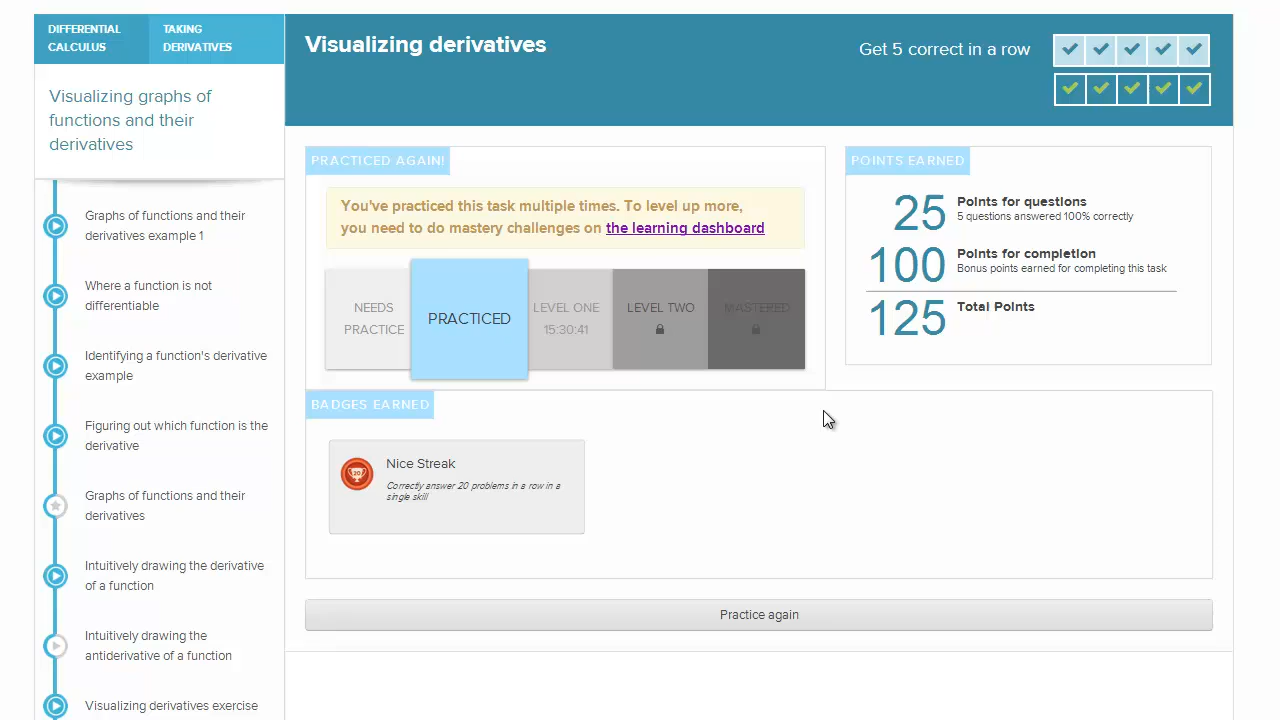 DIFFERENTIAL
CALCULUS
TAKING
DERIVATIVES
Visualizing graphs of
functions and their
derivatives
Graphs of functions and their
derivatives example 1
Where a function is not
differentiable
Identifying a function's derivative
example
Figuring out which function is the
derivative
Graphs of functions and their
derivatives
Intuitively drawing the derivative
of a function
Intuitively drawing the
antiderivative of a function
Visualizing derivatives exercise
Visualizing derivatives
Get 5 correct in a row
PRACTICED AGAIN!
You've practiced this task multiple times. To level up more,
you need to do mastery challenges on the learning dashboard
NEEDS
PRACTICE
PRACTICED
LEVEL ONE
15:30:41
LEVEL TWO
MASTERED
POINTS EARNED
25
Points for questions
5 questions answered 100% correctly
100
Points for completion
Bonus points earned for completing this task
125
Total Points
BADGES EARNED
20
Nice Streak
Correctly answer 20 problems in a row in a
single skill
Practice again